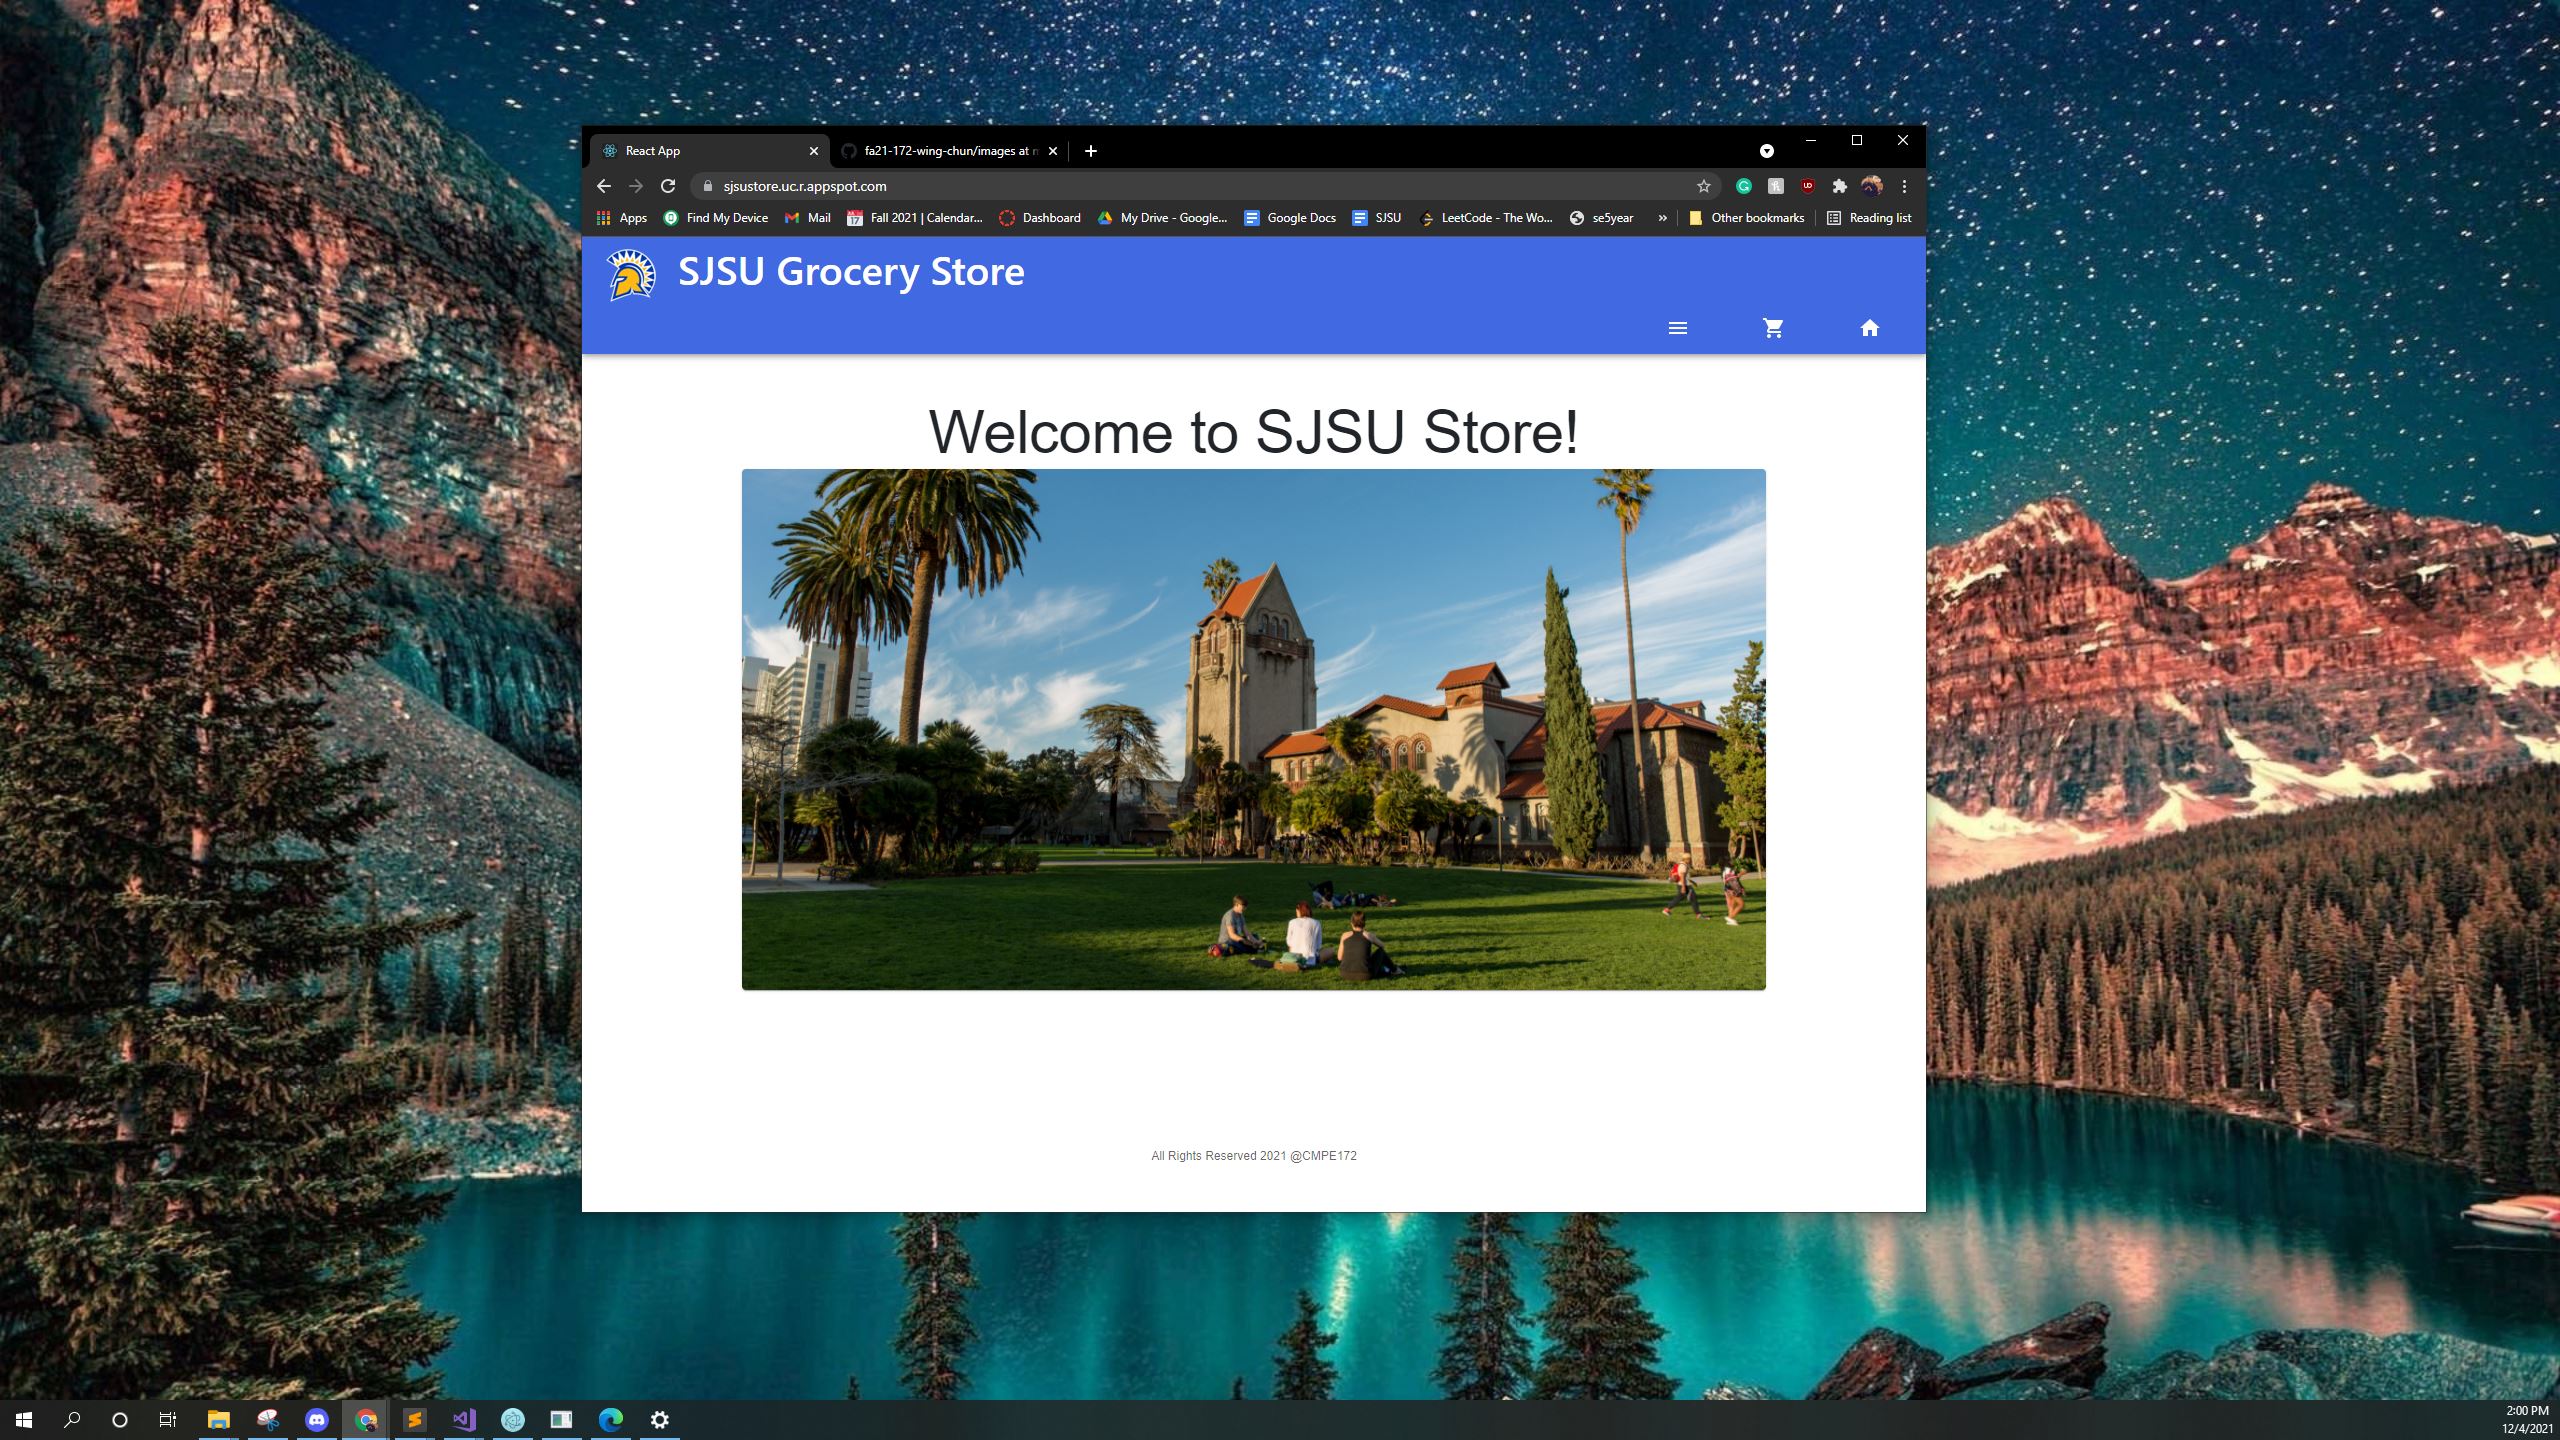 React App
fa21-172-wing-chun/images at
sjsustore.uc.r.appspot.com
Apps
Find My Device
Mail
17
Fall 2021 | Calendar...
Dashboard
My Drive - Google...
Google Docs
SJSU
LeetCode - The Wo...
se5year
»
Other bookmarks
Reading list
SJSU Grocery Store
Welcome to SJSU Store!
All Rights Reserved 2021 @CMPE172
2:00 PM
12/4/2021